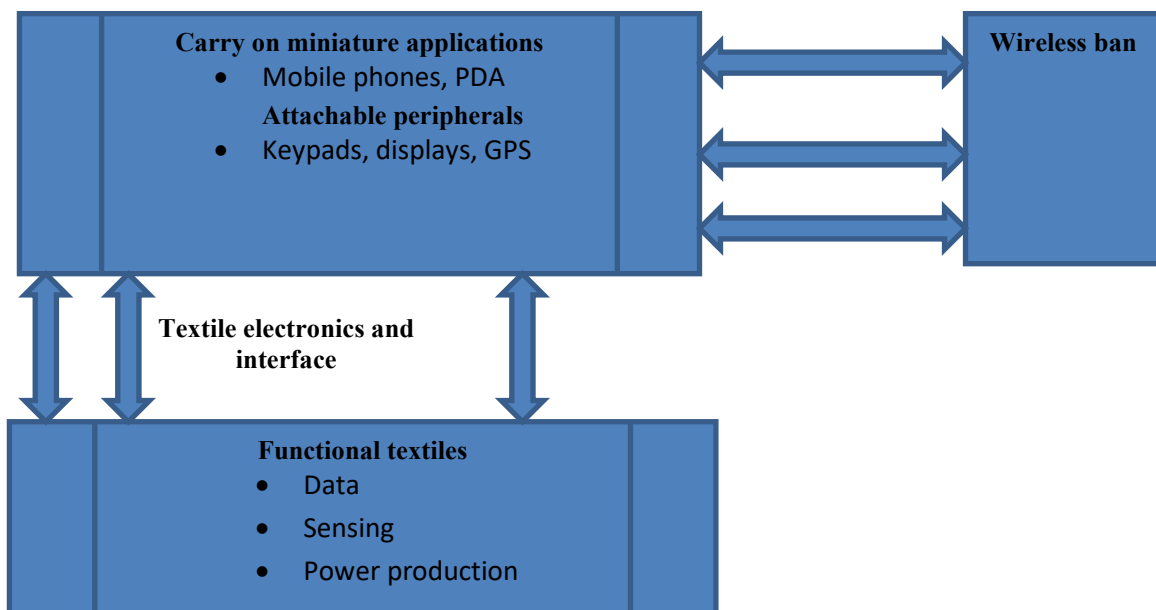 Carry on miniature applications
• Mobile phones, PDA
Attachable peripherals
• Keypads, displays, GPS
Wireless ban
Textile electronics and
interface
Functional textiles
• Data
• Sensing
• Power production